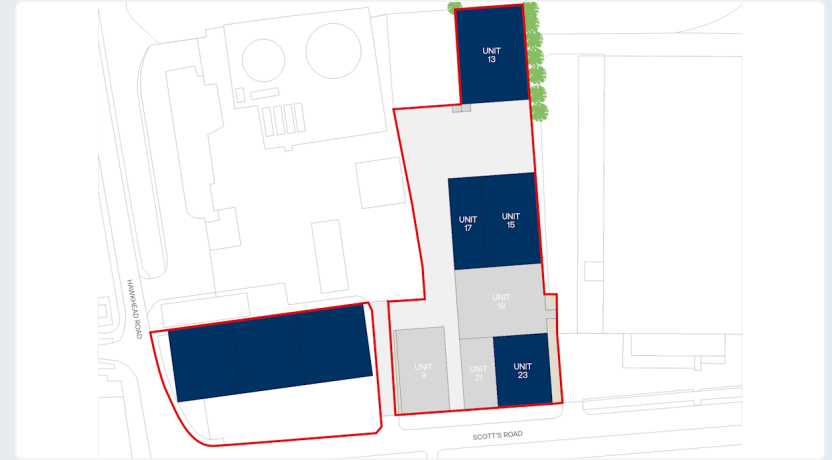 UNIT
13
UNIT
17
UNIT
15
UNIT
19
HAWKHEAD ROAD
UNIT
9
UNIT
21
UNIT
23
SCOTT'S ROAD